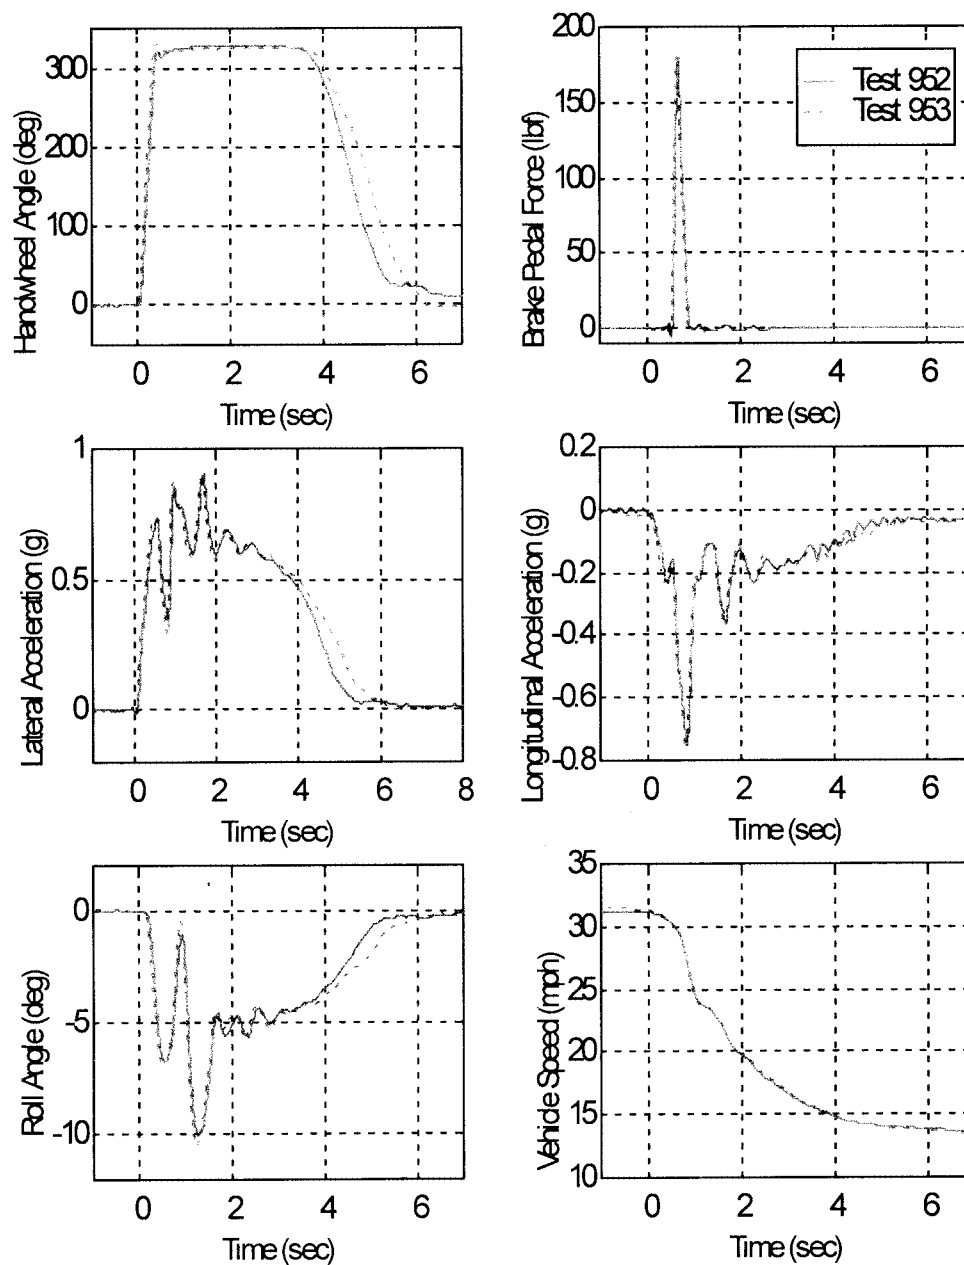 Handwheel Angle (deg)
300
200
100
0
0 2 4 6
Time (sec)
Brake Pedal Force (lbf)
200
150
100
50
0
Test 952
Test 953
0 2 4 6
Time (sec)
Lateral Acceleration (g)
1
0.5
0
0 2 4 6 8
Time (sec)
Longitudinal Acceleration (g)
0.2
0
-0.2
-0.4
-0.6
-0.8
0 2 4 6
Time (sec)
Roll Angle (deg)
0
-5
-10
0 2 4 6
Time (sec)
Vehicle Speed (mph)
35
30
25
20
15
10
0 2 4 6
Time (sec)